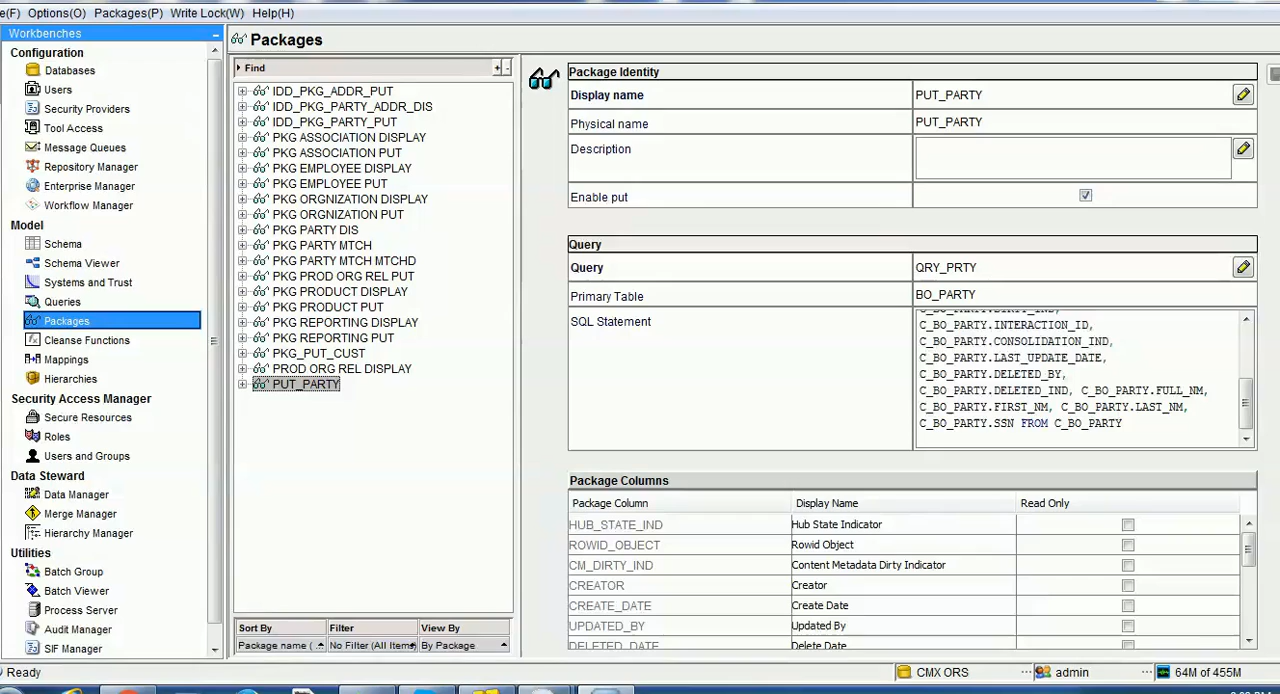 e(F) Options(O) Packages(P) Write Lock(W) Help(H)
Workbenches
Configuration
Databases
Users
Security Providers
Tool Access
Message Queues
Repository Manager
Enterprise Manager
Workflow Manager
Model
Schema
Schema Viewer
Systems and Trust
Queries
Packages
Cleanse Functions
Mappings
Hierarchies
Security Access Manager
Secure Resources
Roles
Users and Groups
Data Steward
Data Manager
Merge Manager
Hierarchy Manager
Utilities
Batch Group
Batch Viewer
Process Server
Audit Manager
SIF Manager
Packages
Find
IDD_PKG_ADDR_PUT
IDD_PKG_PARTY_ADDR_DIS
IDD_PKG_PARTY_PUT
PKG ASSOCIATION DISPLAY
PKG ASSOCIATION PUT
PKG EMPLOYEE DISPLAY
PKG EMPLOYEE PUT
PKG ORGNIZATION DISPLAY
PKG ORGNIZATION PUT
PKG PARTY DIS
PKG PARTY MTCH
PKG PARTY MTCH MTCHD
PKG PROD ORG REL PUT
PKG PRODUCT DISPLAY
PKG PRODUCT PUT
PKG REPORTING DISPLAY
PKG REPORTING PUT
PKG_PUT_CUST
PROD ORG REL DISPLAY
PUT_PARTY
Sort By Filter View By
Package name ( .. No Filter (All Items By Package
Package Identity
Display name PUT_PARTY
Physical name PUT_PARTY
Description
Enable put
Query
Query QRY_PRTY
Primary Table BO_PARTY
SQL Statement
C_BO_PARTY.INTERACTION_ID,
C_BO_PARTY.CONSOLIDATION_IND,
C_BO_PARTY.LAST_UPDATE_DATE,
C_BO_PARTY.DELETED_BY,
C_BO_PARTY.DELETED_IND, C_BO_PARTY.FULL_NM,
C_BO_PARTY.FIRST_NM, C_BO_PARTY.LAST_NM,
C_BO_PARTY.SSN FROM C_BO_PARTY
Package Columns
Package Column Display Name Read Only
HUB_STATE_IND Hub State Indicator
ROWID_OBJECT Rowid Object
CM_DIRTY_IND Content Metadata Dirty Indicator
CREATOR Creator
CREATE_DATE Create Date
UPDATED_BY Updated By
DELETED_DATE Delete Date
Ready CMX ORS admin 64M of 455M